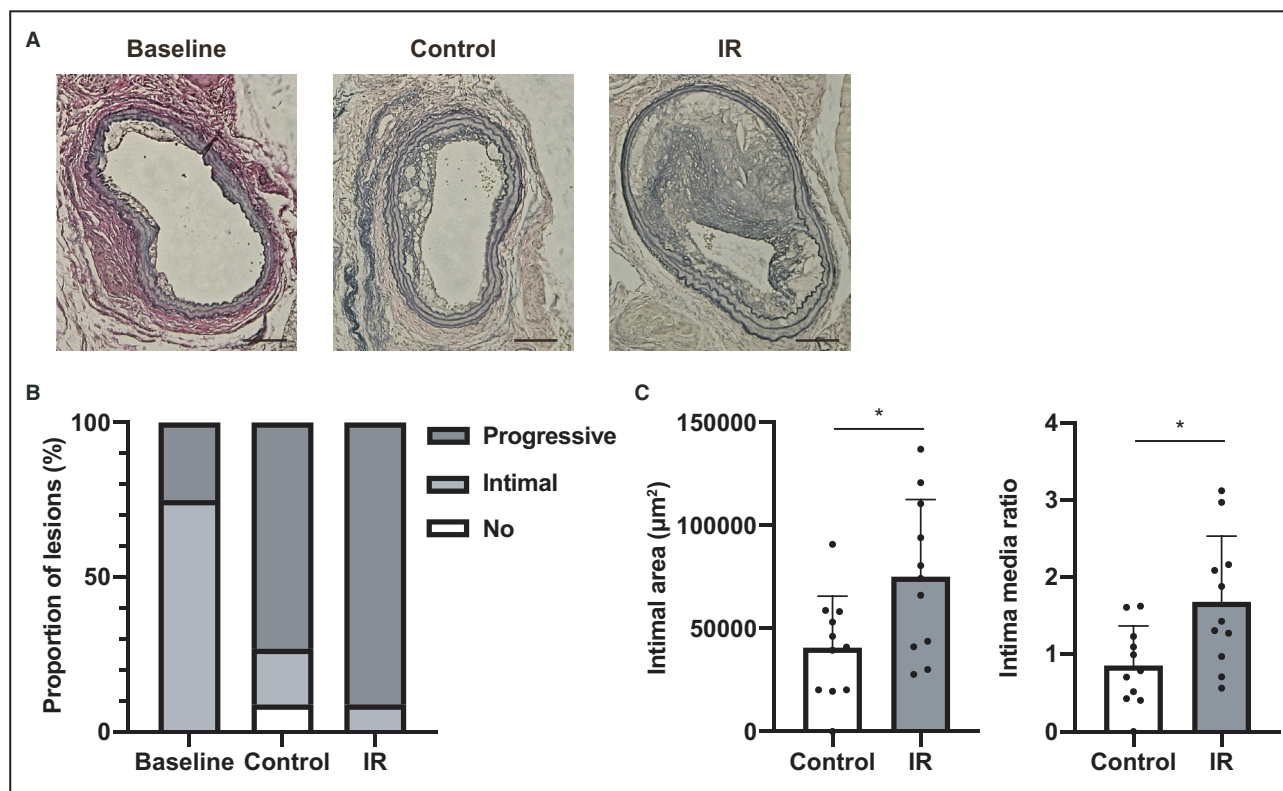 A
Baseline
Control
IR
B
Proportion of lesions (%)
100
50
0
Baseline
Control
IR
Progressive
Intimal
No
C
Intimal area (µm²)
150000
100000
50000
0
*
Control
IR
Intima media ratio
4
3
2
1
0
*
Control
IR